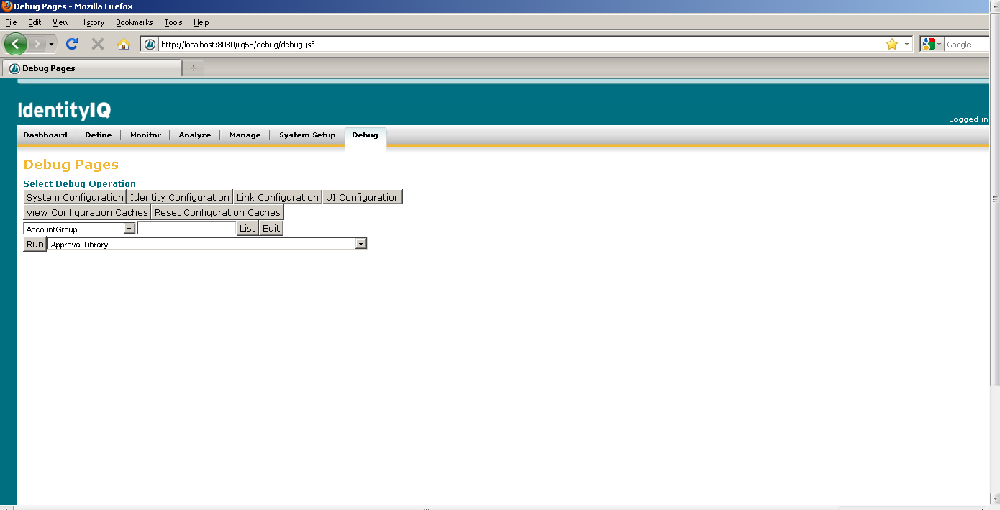 Debug Pages - Mozilla Firefox
File Edit View History Bookmarks Tools Help
http://localhost:8080/iiq55/debug/debug.jsf Google
Debug Pages
IdentityIQ
Logged in
Dashboard Define Monitor Analyze Manage System Setup Debug
Debug Pages
Select Debug Operation
System Configuration Identity Configuration Link Configuration UI Configuration
View Configuration Caches Reset Configuration Caches
AccountGroup List Edit
Run Approval Library